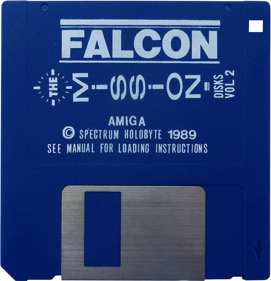 FALCON
THE MISSION DISKS VOL 2
AMIGA
© SPECTRUM HOLOBYTE 1989
SEE MANUAL FOR LOADING INSTRUCTIONS